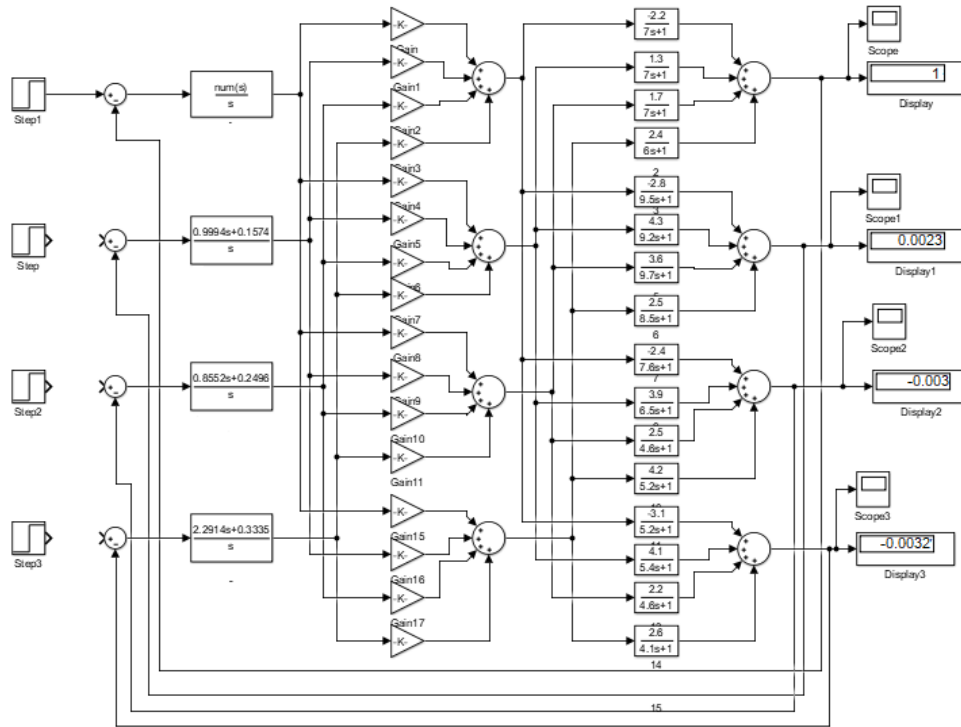 Step1
Step
Step2
Step3
num(s)
s
-
0.9994s+0.1574
s
0.8552s+0.2496
s
2.2914s+0.3335
s
-
-K-
Gain
-K-
Gain1
-K-
Gain2
-K-
Gain3
-K-
Gain4
-K-
Gain5
-K-
Gain6
-K-
Gain7
-K-
Gain8
-K-
Gain9
-K-
Gain10
-K-
Gain11
-K-
Gain15
-K-
Gain16
-K-
Gain17
-K-
-2.2
7s+1
1.3
7s+1
1.7
7s+1
2.4
6s+1
2
-2.8
9.5s+1
3
4.3
9.2s+1
3.6
9.7s+1
2.5
8.5s+1
6
-2.4
7.6s+1
7
3.9
6.5s+1
2.5
4.6s+1
4.2
5.2s+1
-3.1
5.2s+1
11
4.1
5.4s+1
2.2
4.6s+1
2.6
4.1s+1
14
15
Scope
1
Display
Scope1
0.0023
Display1
Scope2
-0.003
Display2
Scope3
-0.0032
Display3